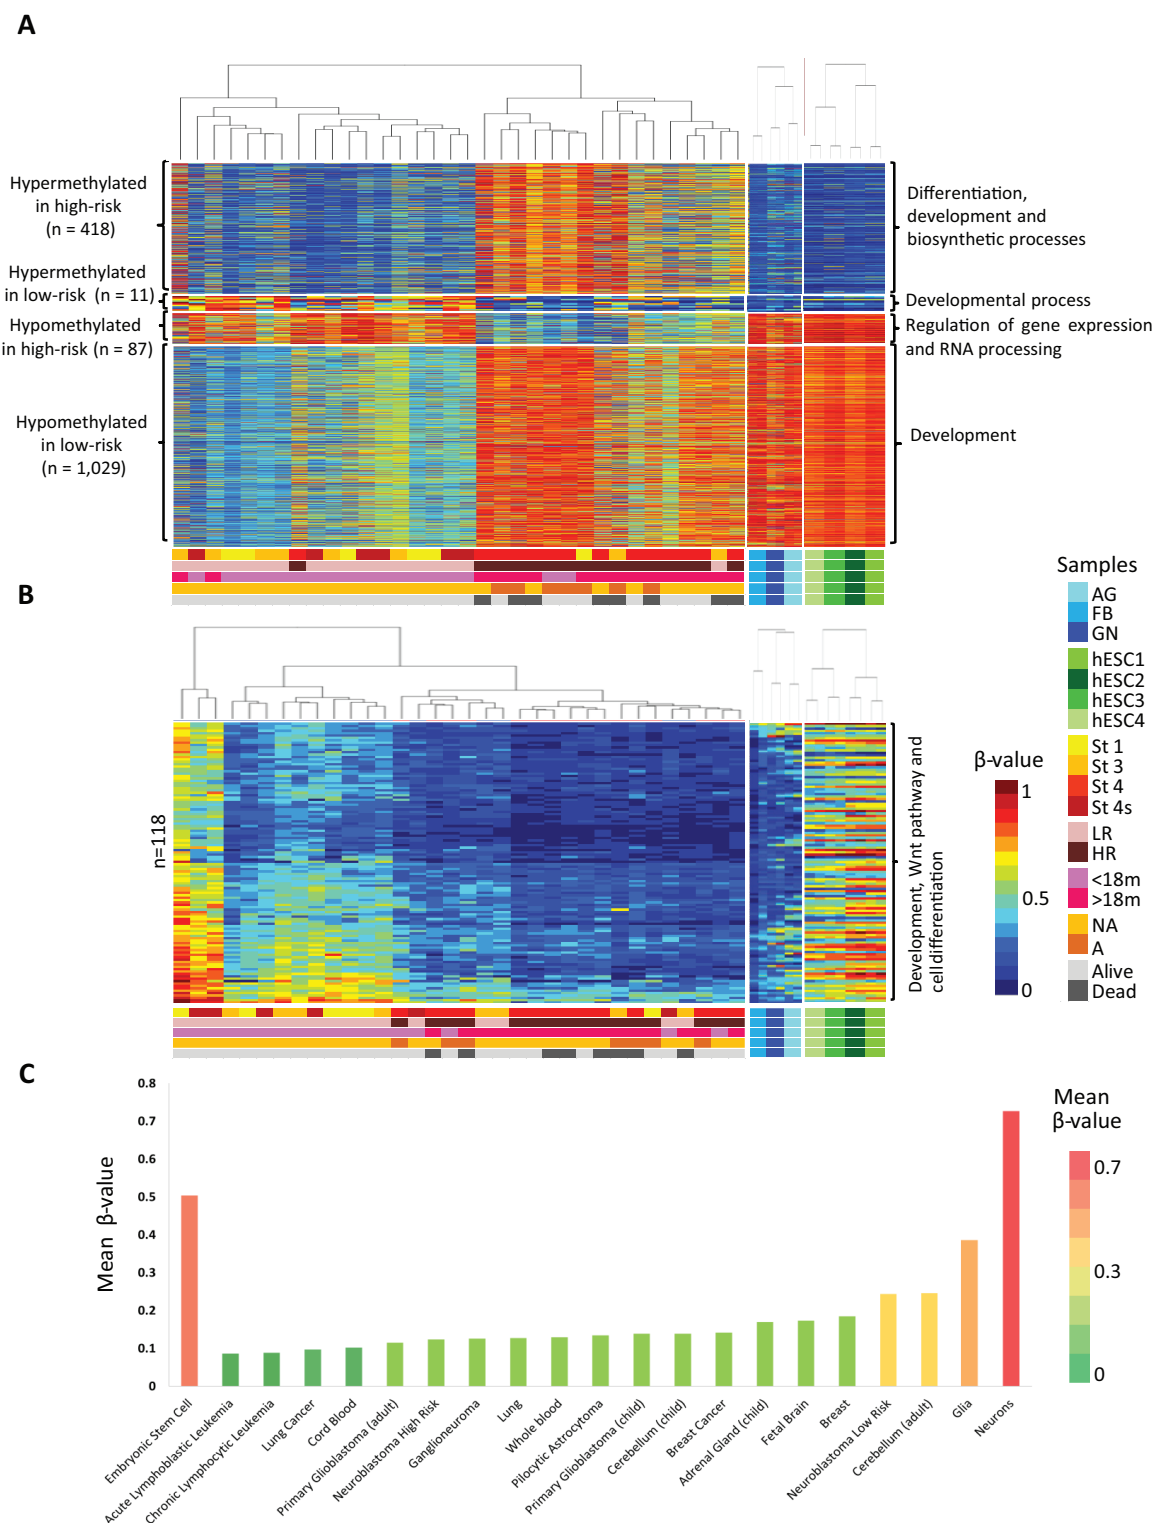 A
Hypermethylated
in high-risk
(n = 418)
Hypermethylated
in low-risk (n = 11)
Hypomethylated
in high-risk (n = 87)
Hypomethylated
in low-risk
(n = 1,029)
Differentiation,
development and
biosynthetic processes
Developmental process
Regulation of gene expression
and RNA processing
Development
Samples
AG
FB
GN
hESC1
hESC2
hESC3
hESC4
St 1
St 3
St 4
St 4s
LR
HR
<18m
>18m
NA
A
Alive
Dead
B
n=118
Development, Wnt pathway and
cell differentiation
β-value
1
0.5
0
C
Mean β-value
0.8
0.7
0.6
0.5
0.4
0.3
0.2
0.1
0
Embryonic Stem Cell
Acute Lymphoblastic Leukemia
Chronic Lymphocytic Leukemia
Lung Cancer
Cord Blood
Primary Glioblastoma (adult)
Neuroblastoma High Risk
Ganglioneuroma
Lung
Whole blood
Pilocytic Astrocytoma
Primary Glioblastoma (child)
Cerebellum (child)
Breast Cancer
Adrenal Gland (child)
Fetal Brain
Breast
Neuroblastoma Low Risk
Cerebellum (adult)
Glia
Neurons
Mean
β-value
0.7
0.3
0